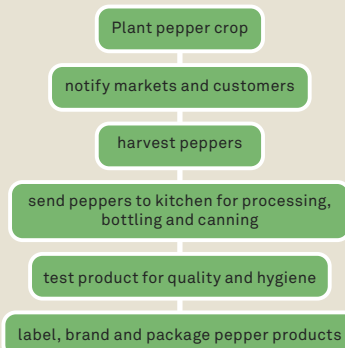 Plant pepper crop
notify markets and customers
harvest peppers
send peppers to kitchen for processing,
bottling and canning
test product for quality and hygiene
label, brand and package pepper products